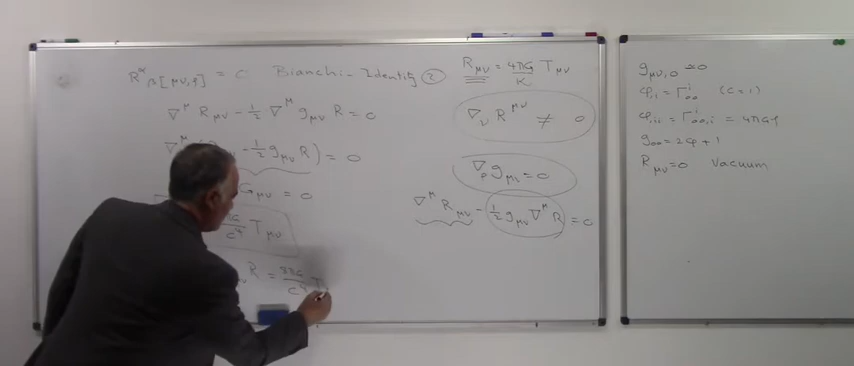 R^α_β[μν,ρ] = 0 Bianchi - Identity ②
∇^μ R_μν - 1/2 ∇^μ g_μν R = 0
∇^μ ( - 1/2 g_μν R) = 0
G_μν = 0
/c^4 T_μν
R = 8πG/c^4 T
R_μν = 4πG/K T_μν
∇_ν R^μν ≠ 0
∇_ρ g_μν = 0
∇^μ R_μν - 1/2 g_μν ∇^μ R = 0
g_μν,0 ≈ 0
φ,i = Γ^i_00 (c=1)
φ,ii = Γ^i_00,i = 4πGρ
g_00 = 2φ + 1
R_μν = 0 Vacuum